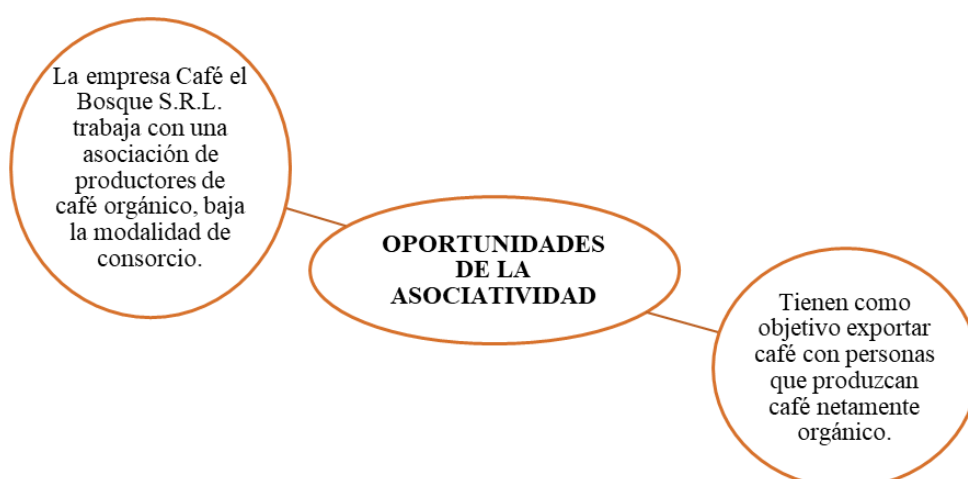 La empresa Café el
Bosque S.R.L.
trabaja con una
asociación de
productores de
café orgánico, baja
la modalidad de
consorcio.
OPORTUNIDADES
DE LA
ASOCIATIVIDAD
Tienen como
objetivo exportar
café con personas
que produzcan
café netamente
orgánico.